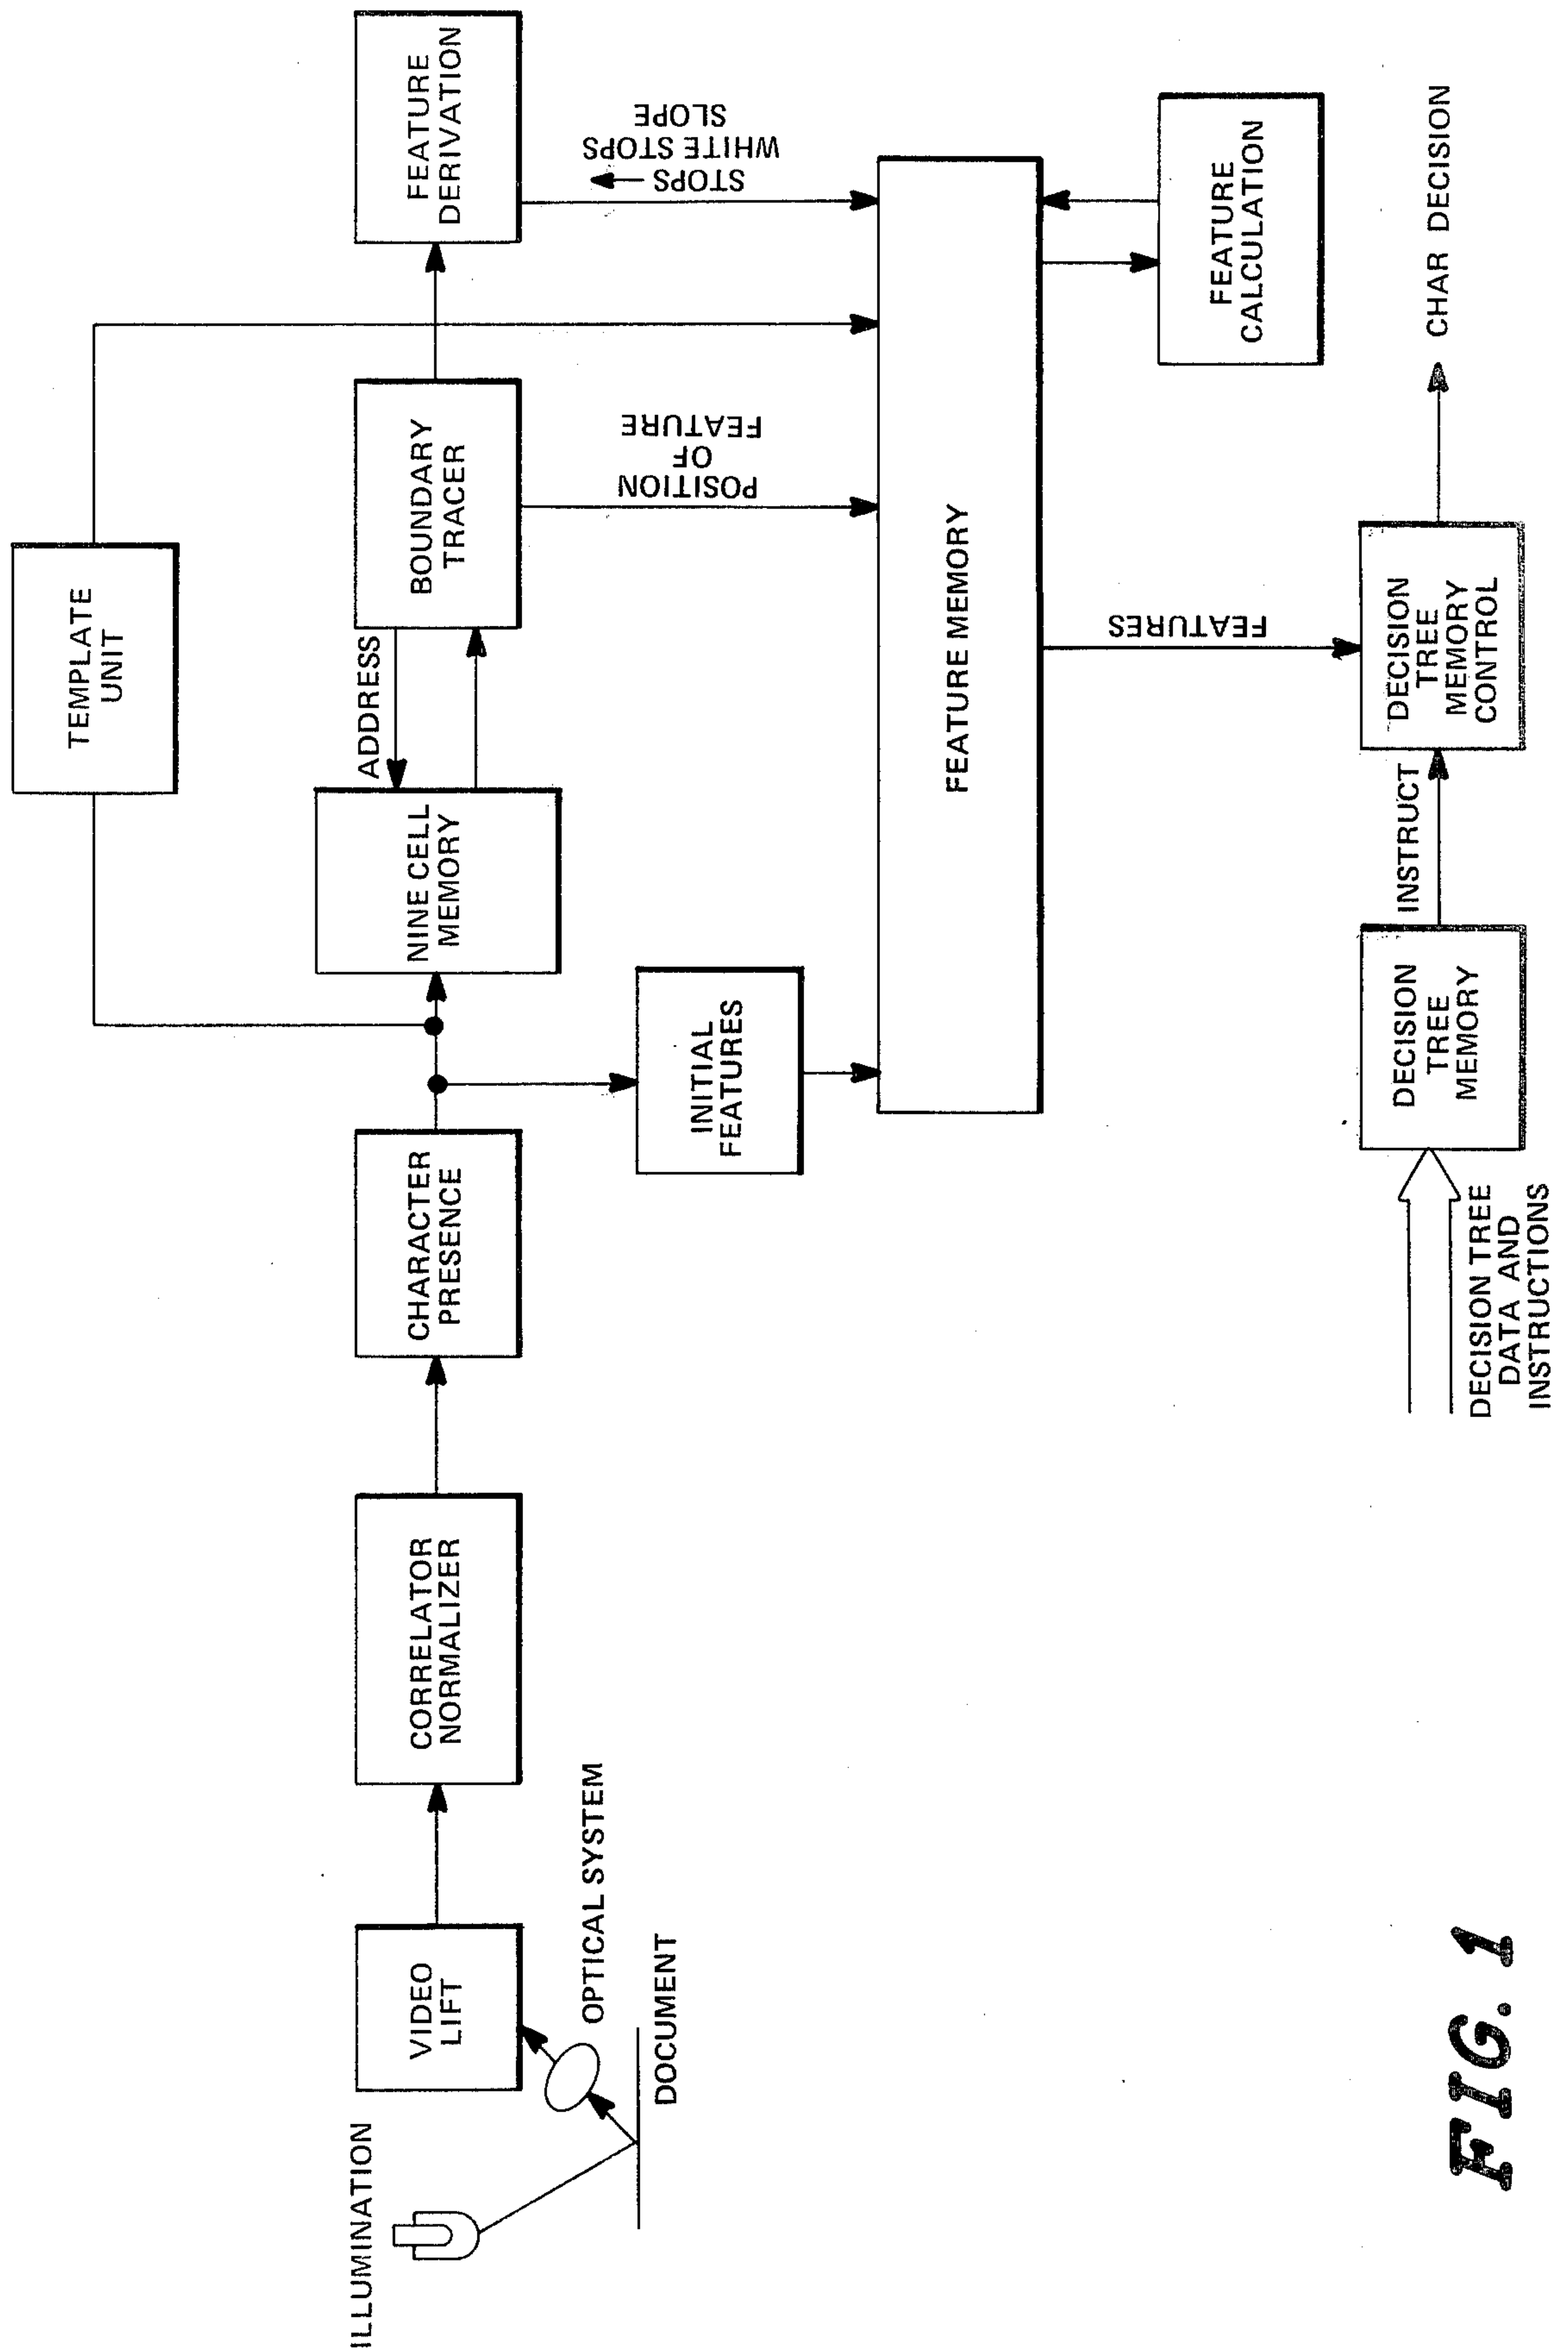 TEMPLATE
UNIT
ILLUMINATION
VIDEO
LIFT
OPTICAL SYSTEM
DOCUMENT
CORRELATOR
NORMALIZER
CHARACTER
PRESENCE
INITIAL
FEATURES
NINE CELL
MEMORY
ADDRESS
BOUNDARY
TRACER
POSITION
OF
FEATURE
FEATURE
DERIVATION
STOPS
WHITE STOPS
SLOPE
FEATURE MEMORY
FEATURE
CALCULATION
FEATURES
DECISION TREE
DATA AND
INSTRUCTIONS
DECISION
TREE
MEMORY
INSTRUCT
DECISION
TREE
MEMORY
CONTROL
CHAR DECISION
FIG. 1